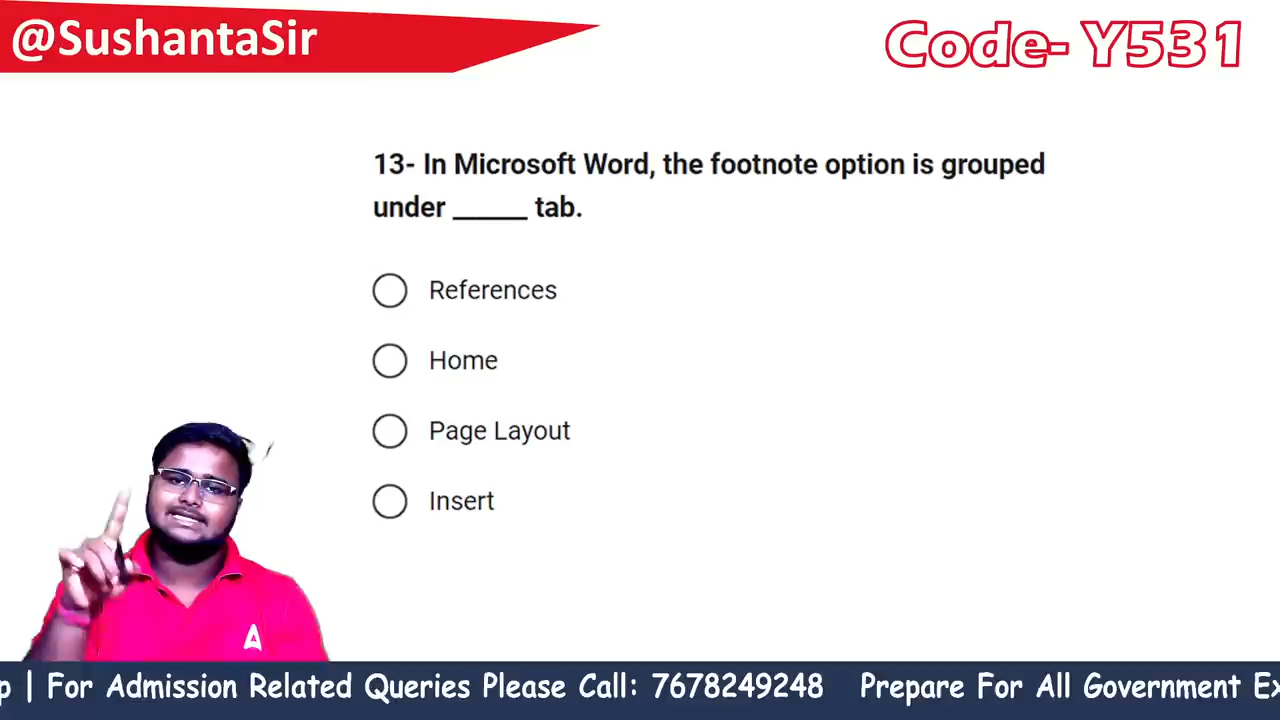 @SushantaSir
Code- Y531
13- In Microsoft Word, the footnote option is grouped
under ______ tab.
References
Home
Page Layout
Insert
A
p | For Admission Related Queries Please Call: 7678249248 Prepare For All Government Ex